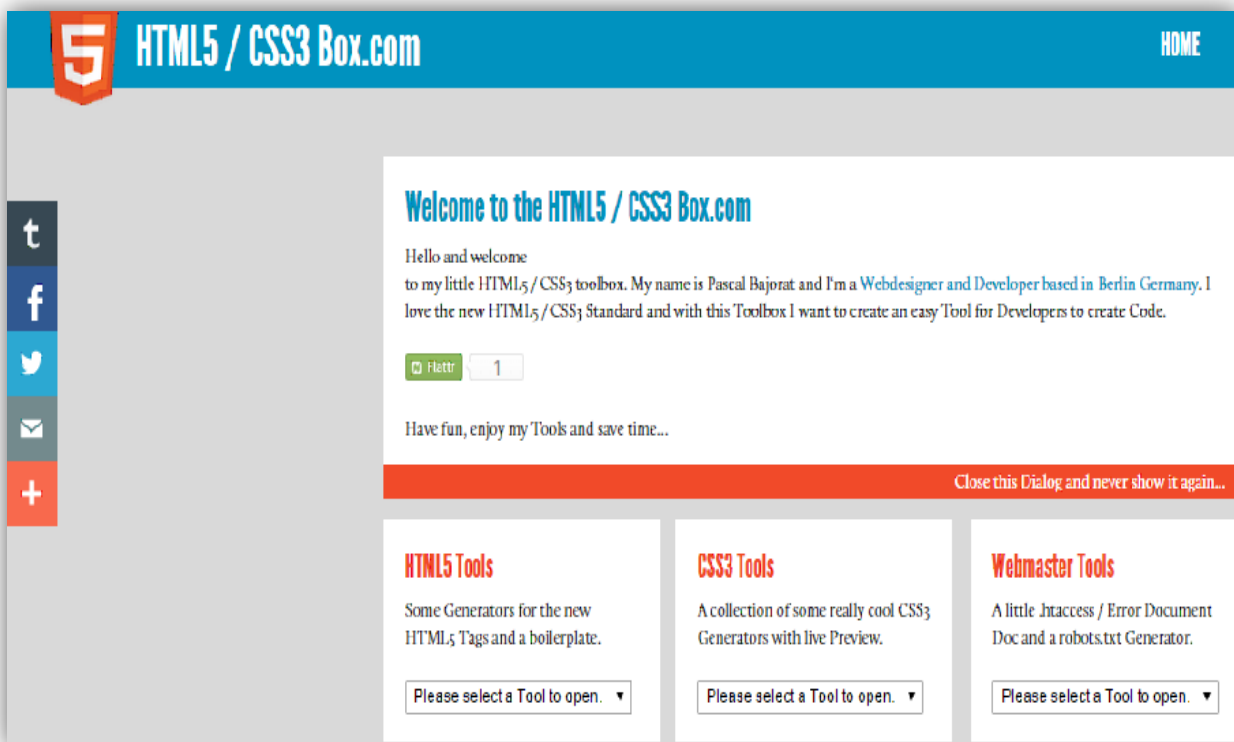 5 HTML5 / CSS3 Box.com HOME
Welcome to the HTML5 / CSS3 Box.com
Hello and welcome
to my little HTML5 / CSS3 toolbox. My name is Pascal Bajorat and I'm a Webdesigner and Developer based in Berlin Germany. I
love the new HTML5 / CSS3 Standard and with this Toolbox I want to create an easy Tool for Developers to create Code.
Flattr 1
Have fun, enjoy my Tools and save time...
Close this Dialog and never show it again...
HTML5 Tools
Some Generators for the new
HTML5 Tags and a boilerplate.
Please select a Tool to open.
CSS3 Tools
A collection of some really cool CSS3
Generators with live Preview.
Please select a Tool to open.
Webmaster Tools
A little .htaccess / Error Document
Doc and a robots.txt Generator.
Please select a Tool to open.